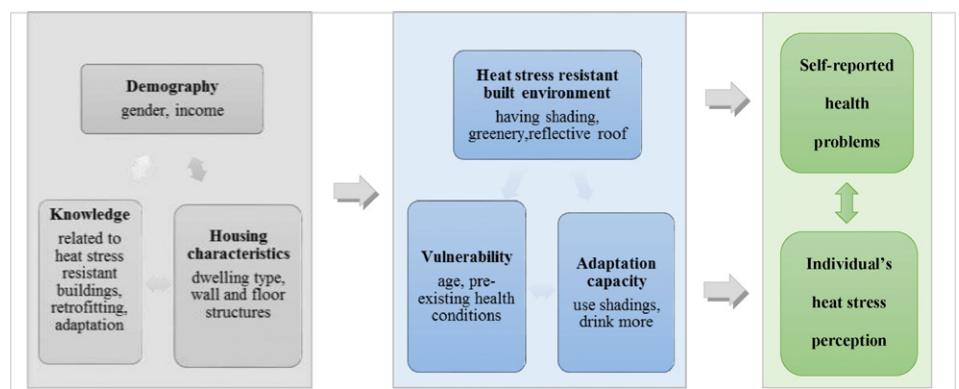 Demography
gender, income
Knowledge
related to
heat stress
resistant
buildings,
retrofitting,
adaptation
Housing
characteristics
dwelling type,
wall and floor
structures
Heat stress resistant
built environment
having shading,
greenery,reflective roof
Vulnerability
age, pre-
existing health
conditions
Adaptation
capacity
use shadings,
drink more
Self-reported
health
problems
Individual's
heat stress
perception